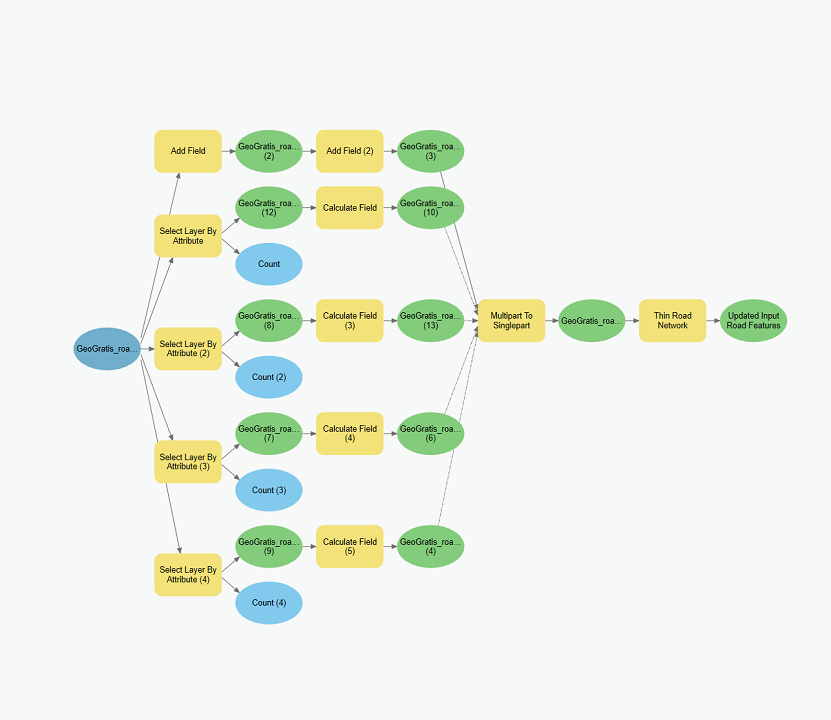 Add Field
GeoGratis_roa...
(2)
Add Field (2)
GeoGratis_roa...
(3)
Select Layer By
Attribute
GeoGratis_roa...
(12)
Calculate Field
GeoGratis_roa...
(10)
Count
GeoGratis_roa...
Select Layer By
Attribute (2)
GeoGratis_roa...
(8)
Calculate Field
(3)
GeoGratis_roa...
(13)
Multipart To
Singlepart
GeoGratis_roa...
Thin Road
Network
Updated Input
Road Features
Count (2)
Select Layer By
Attribute (3)
GeoGratis_roa...
(7)
Calculate Field
(4)
GeoGratis_roa...
(6)
Count (3)
Select Layer By
Attribute (4)
GeoGratis_roa...
(9)
Calculate Field
(5)
GeoGratis_roa...
(4)
Count (4)